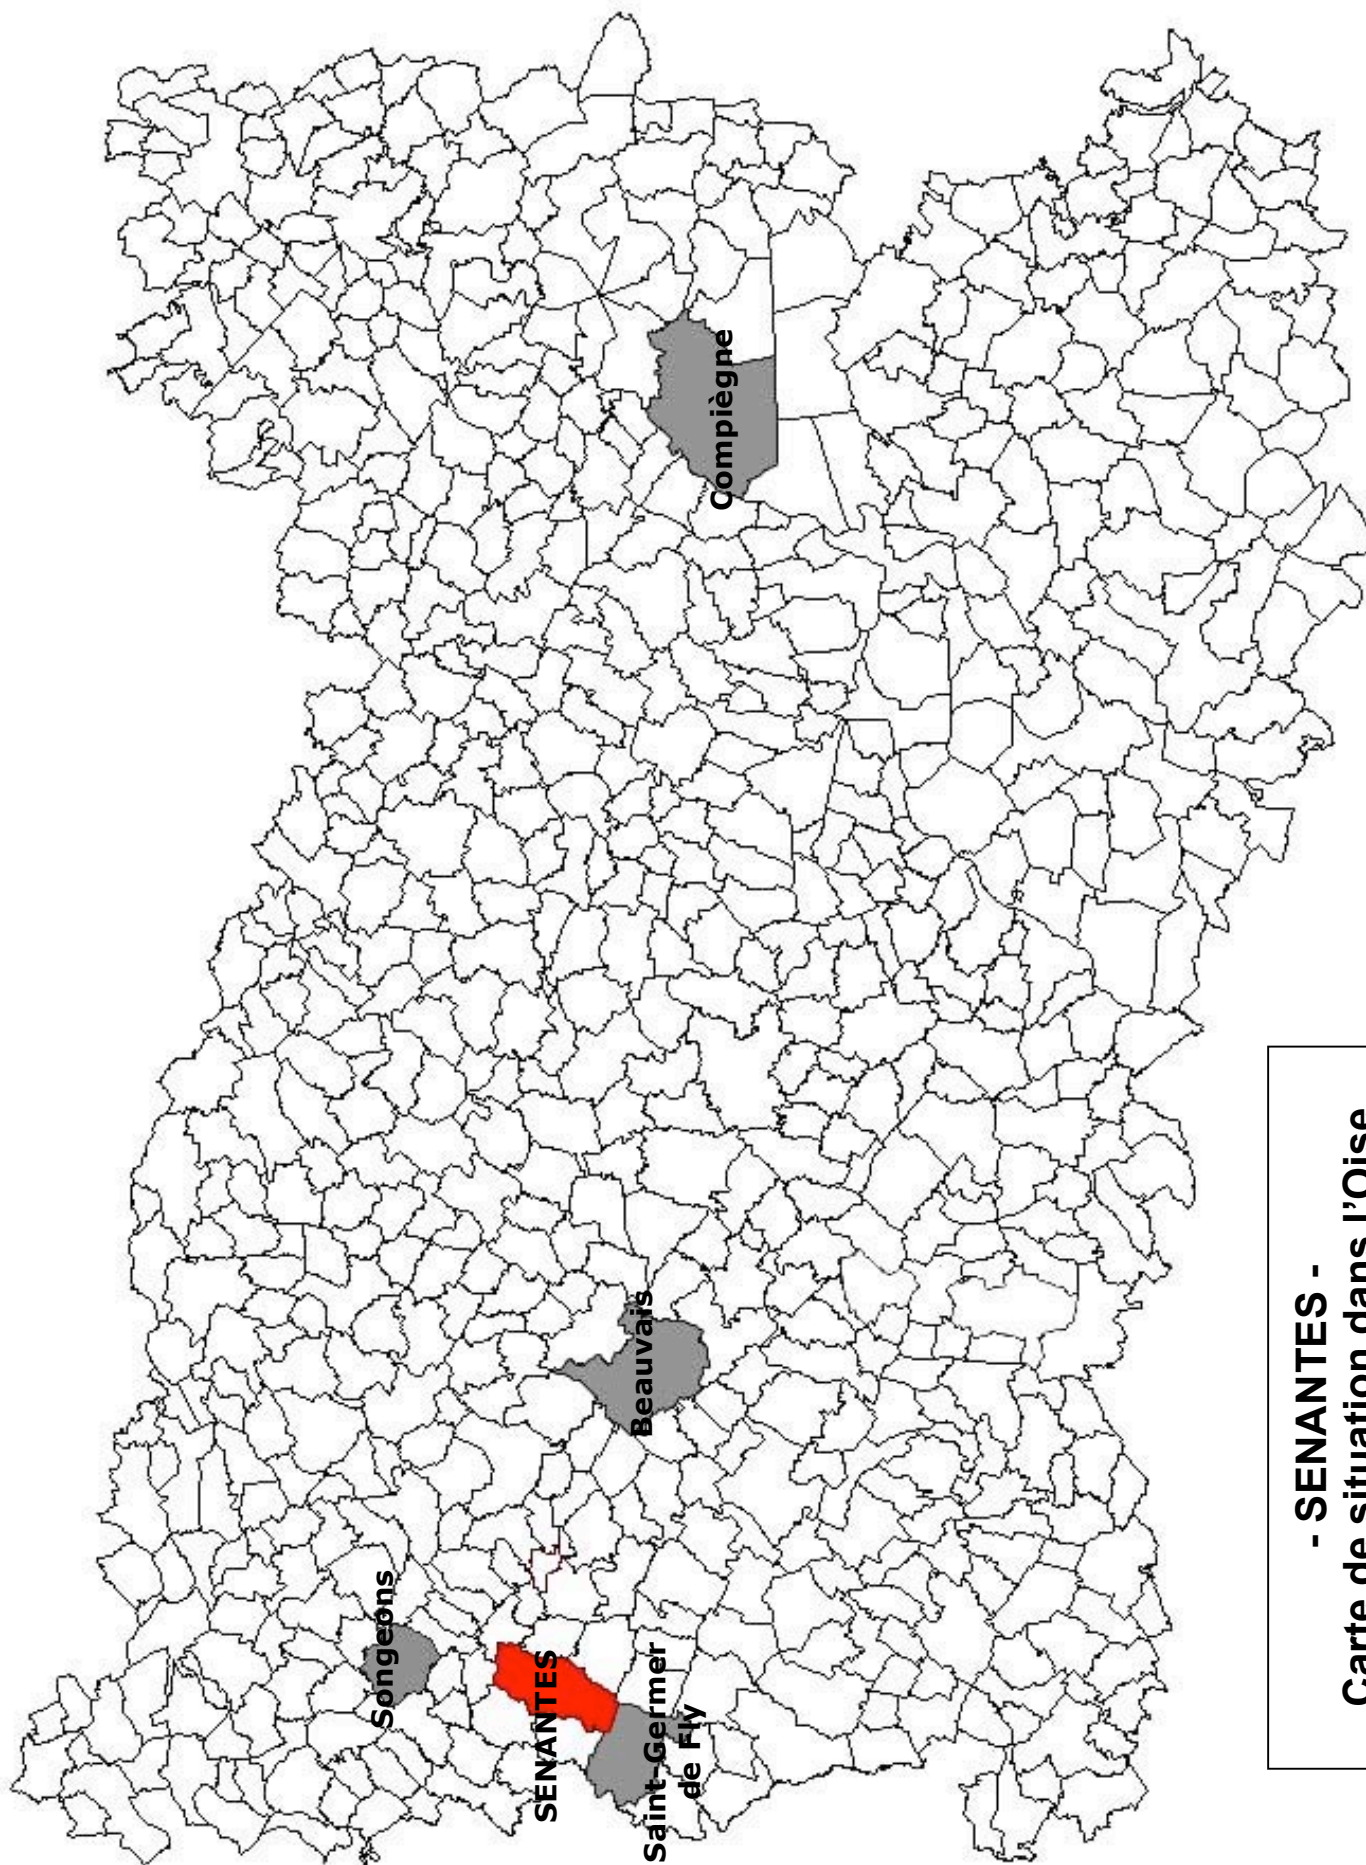 Songeons
SENANTES
Saint-Germer
de Fly
Beauvais
Compiègne
- SENANTES -
Carte de situation dans l’Oise